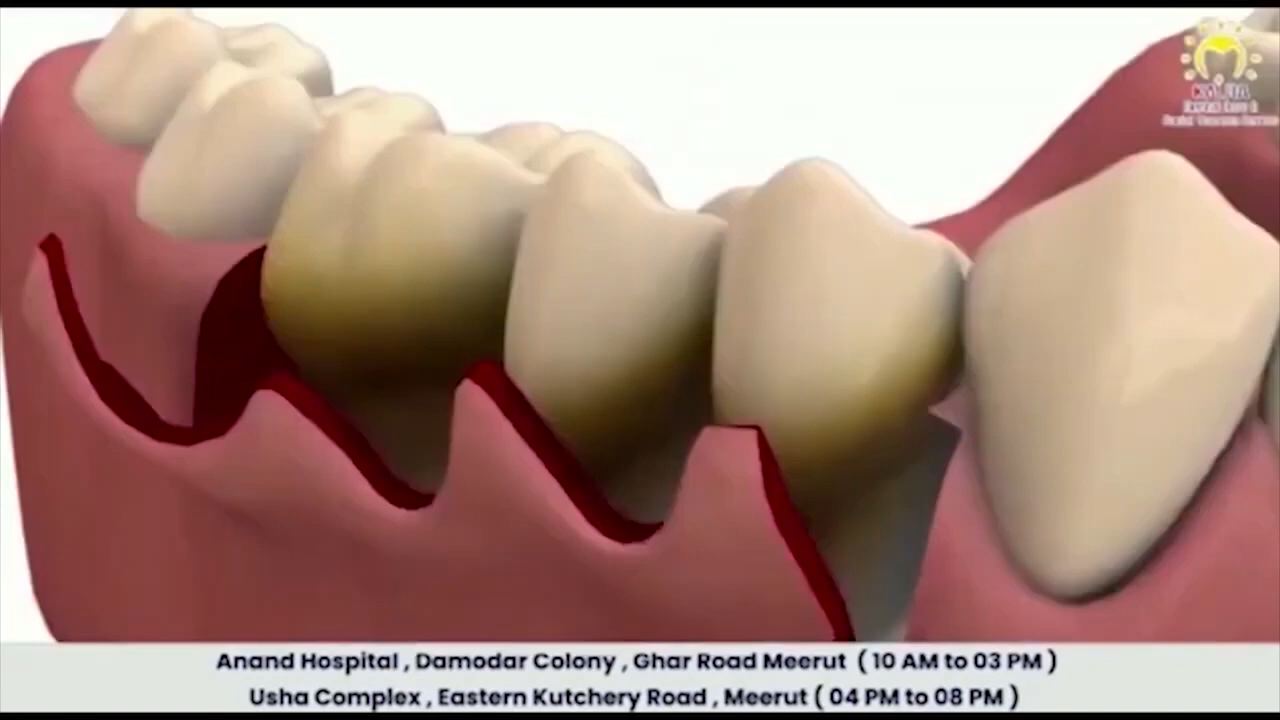 KALRA
Anand Hospital , Damodar Colony , Ghar Road Meerut ( 10 AM to 03 PM )
Usha Complex , Eastern Kutchery Road , Meerut ( 04 PM to 08 PM )